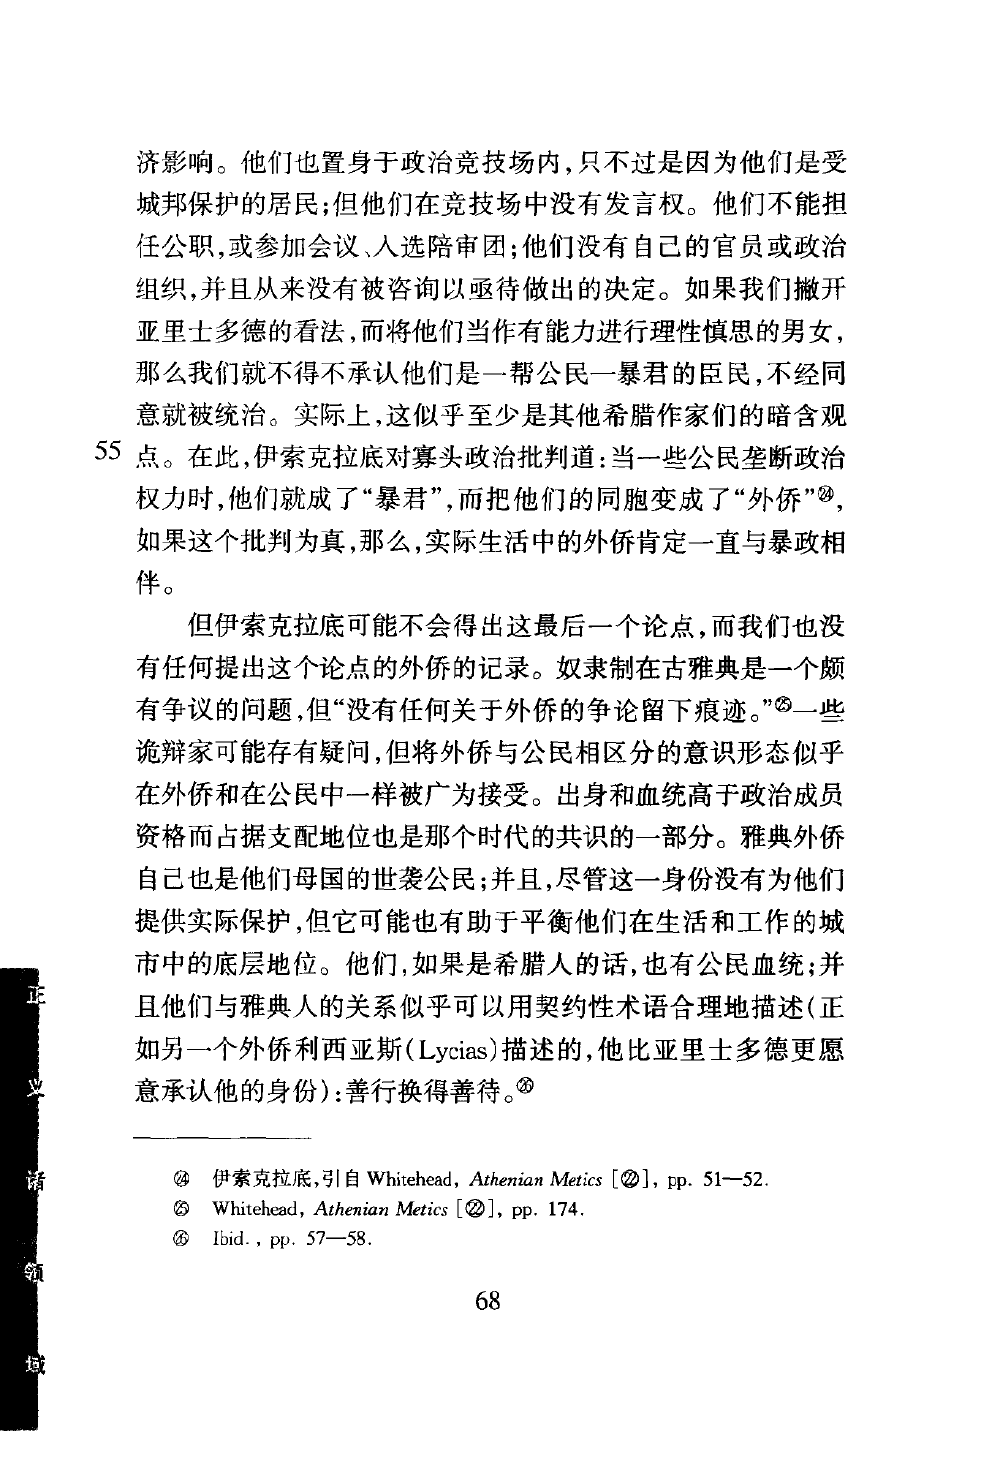 济影响。他们也置身于政治竞技场内,只不过是因为他们是受
城邦保护的居民;但他们在竞技场中没有发言权。他们不能担
任公职,或参加会议、入选陪审团;他们没有自己的官员或政治
组织,并且从来没有被咨询以亟待做出的决定。如果我们撇开
亚里士多德的看法,而将他们当作有能力进行理性慎思的男女,
那么我们就不得不承认他们是一帮公民—暴君的臣民,不经同
意就被统治。实际上,这似乎至少是其他希腊作家们的暗含观
55 点。在此,伊索克拉底对寡头政治批判道:当一些公民垄断政治
权力时,他们就成了“暴君”,而把他们的同胞变成了“外侨”㉔,
如果这个批判为真,那么,实际生活中的外侨肯定一直与暴政相
伴。
但伊索克拉底可能不会得出这最后一个论点,而我们也没
有任何提出这个论点的外侨的记录。奴隶制在古雅典是一个颇
有争议的问题,但“没有任何关于外侨的争论留下痕迹。”㉕一些
诡辩家可能存有疑问,但将外侨与公民相区分的意识形态似乎
在外侨和在公民中一样被广为接受。出身和血统高于政治成员
资格而占据支配地位也是那个时代的共识的一部分。雅典外侨
自己也是他们母国的世袭公民;并且,尽管这一身份没有为他们
提供实际保护,但它可能也有助于平衡他们在生活和工作的城
市中的底层地位。他们,如果是希腊人的话,也有公民血统;并
且他们与雅典人的关系似乎可以用契约性术语合理地描述(正
如另一个外侨利西亚斯(Lycias)描述的,他比亚里士多德更愿
意承认他的身份):善行换得善待。㉖
㉔ 伊索克拉底,引自 Whitehead, Athenian Metics [㉒], pp. 51—52.
㉕ Whitehead, Athenian Metics [㉒], pp. 174.
㉖ Ibid., pp. 57—58.
68
正
义
诸
领
域